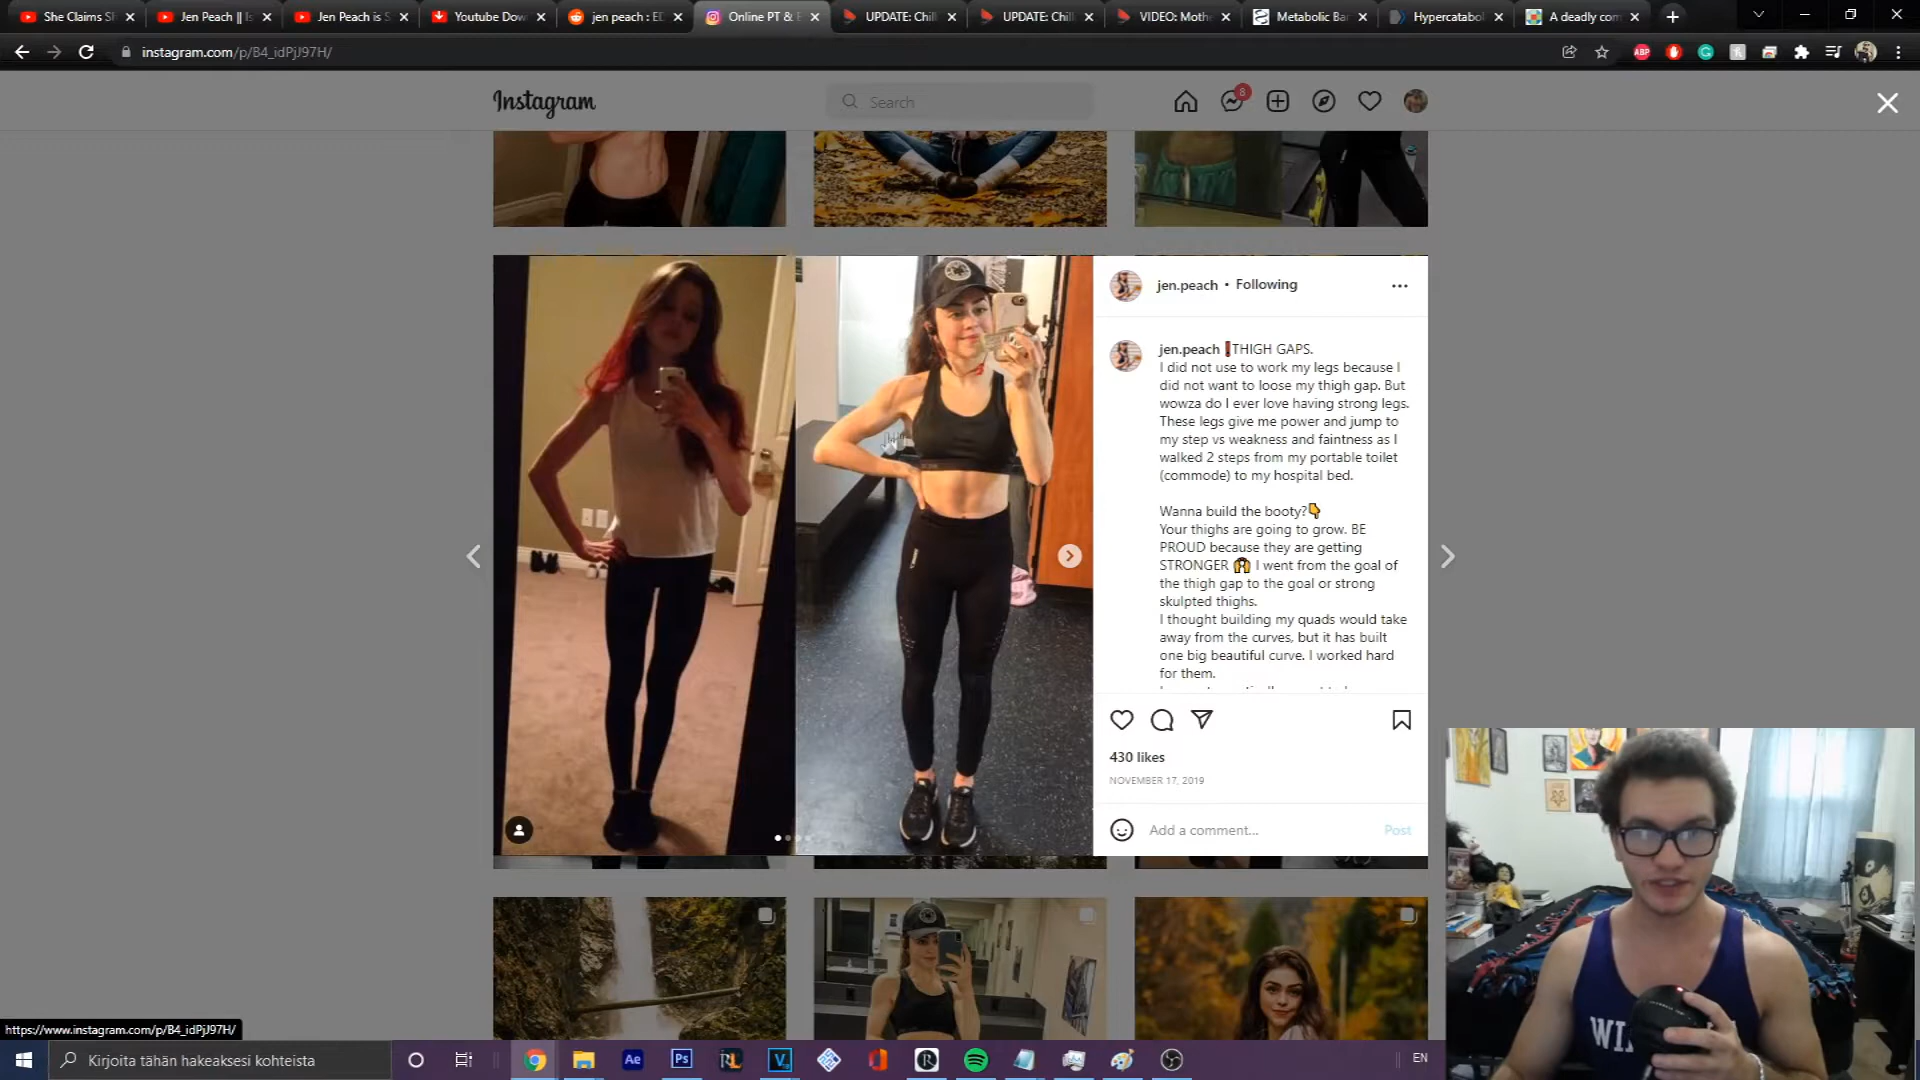 She Claims S
Jen Peach || Is
Jen Peach is S
Youtube Dow
jen peach : ED
Online PT & E
UPDATE: Chil
UPDATE: Chil
VIDEO: Moth
Metabolic Ba
Hypercatabol
A deadly com
instagram.com/p/B4_idPjJ97H/
ABP
Instagram
Search
8
jen.peach • Following
jen.peach ❗THIGH GAPS.
I did not use to work my legs because I
did not want to loose my thigh gap. But
wowza do I ever love having strong legs.
These legs give me power and jump to
my step vs weakness and faintness as I
walked 2 steps from my portable toilet
(commode) to my hospital bed.
Wanna build the booty?👇
Your thighs are going to grow. BE
PROUD because they are getting
STRONGER 🙌 I went from the goal of
the thigh gap to the goal or strong
skulpted thighs.
I thought building my quads would take
away from the curves, but it has built
one big beautiful curve. I worked hard
for them.
430 likes
NOVEMBER 17, 2019
Add a comment...
Post
https://www.instagram.com/p/B4_idPjJ97H/
Kirjoita tähän hakeaksesi kohteista
Ae
Ps
RL
V
R
EN